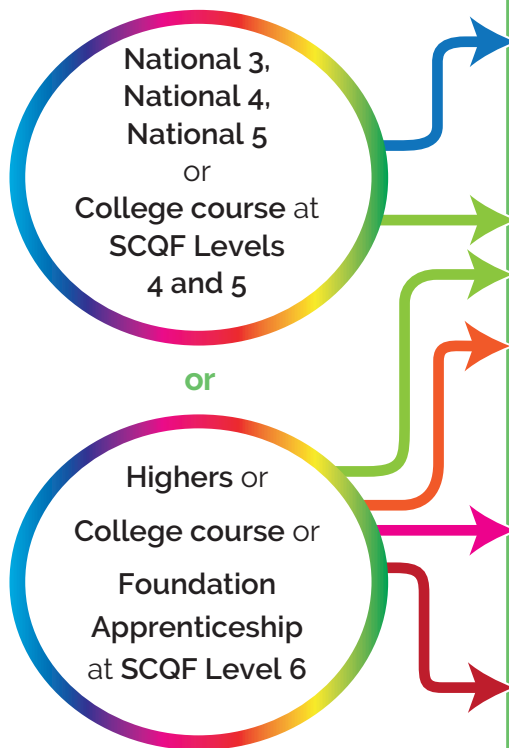 National 3,
National 4,
National 5
or
College course at
SCQF Levels
4 and 5
or
Highers or
College course or
Foundation
Apprenticeship
at SCQF Level 6